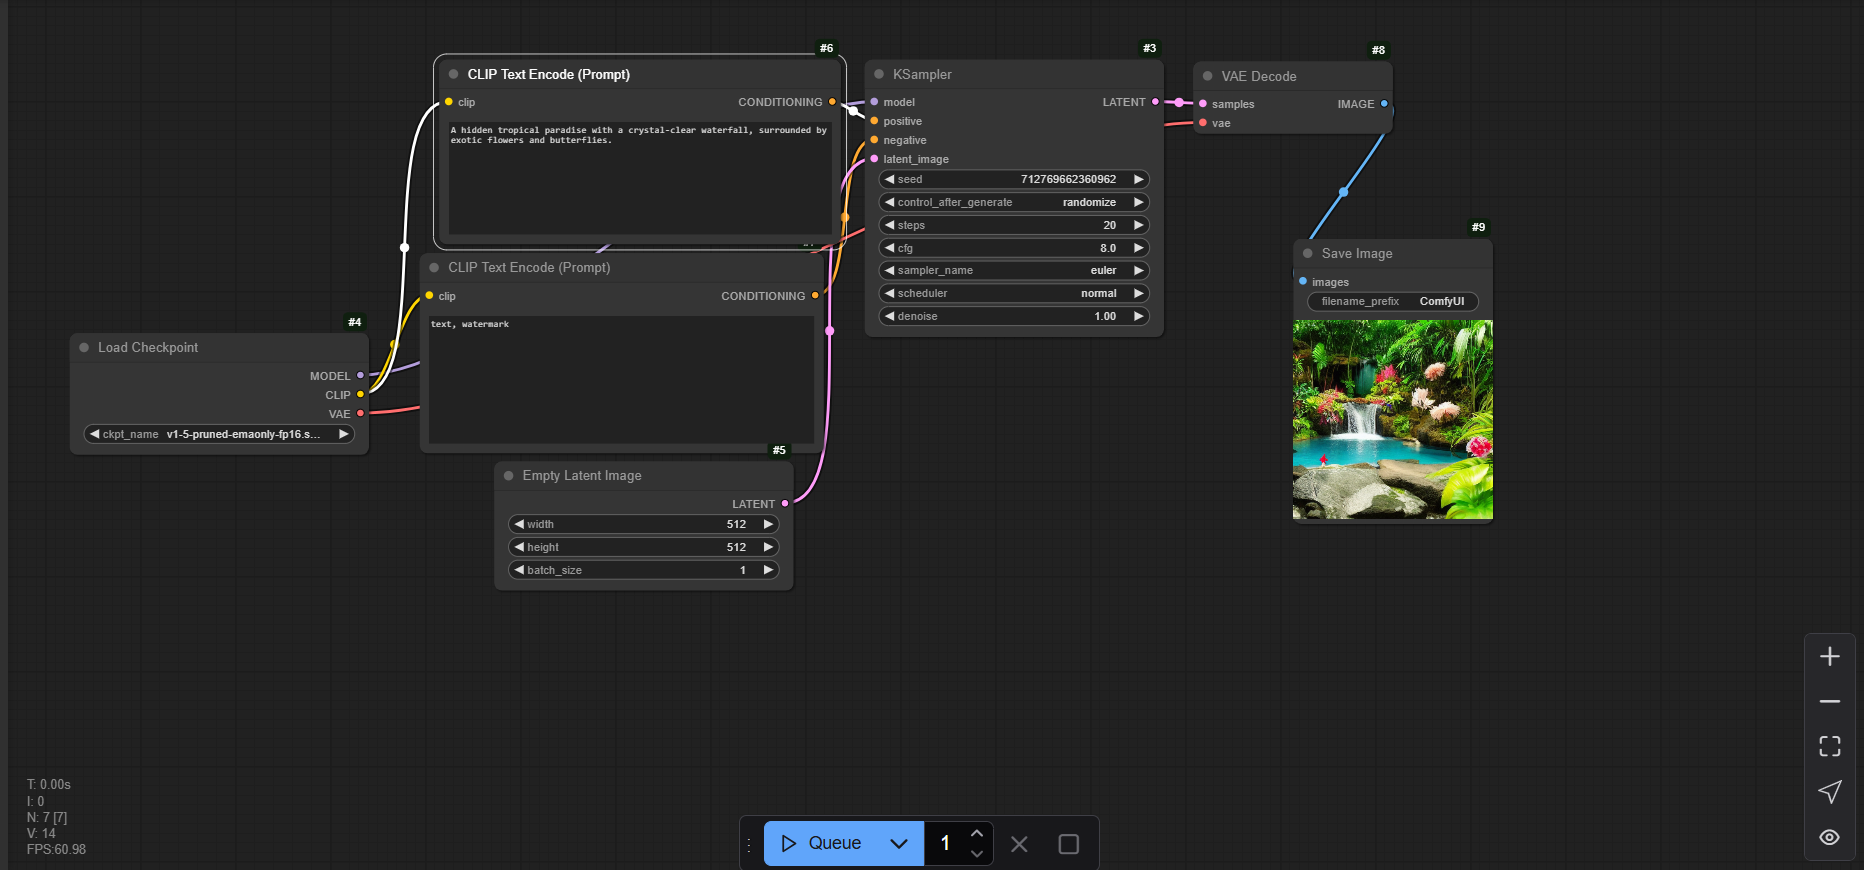 #6
CLIP Text Encode (Prompt)
clip
CONDITIONING
A hidden tropical paradise with a crystal-clear waterfall, surrounded by
exotic flowers and butterflies.
CLIP Text Encode (Prompt)
clip
CONDITIONING
text, watermark
#4
Load Checkpoint
MODEL
CLIP
VAE
ckpt_name v1-5-pruned-emaonly-fp16.s...
#5
Empty Latent Image
LATENT
width 512
height 512
batch_size 1
#3
KSampler
model
LATENT
positive
negative
latent_image
seed 712769662360962
control_after_generate randomize
steps 20
cfg 8.0
sampler_name euler
scheduler normal
denoise 1.00
#8
VAE Decode
samples
IMAGE
vae
#9
Save Image
images
filename_prefix ComfyUI
T: 0.00s
I: 0
N: 7 [7]
V: 14
FPS:60.98
Queue
1